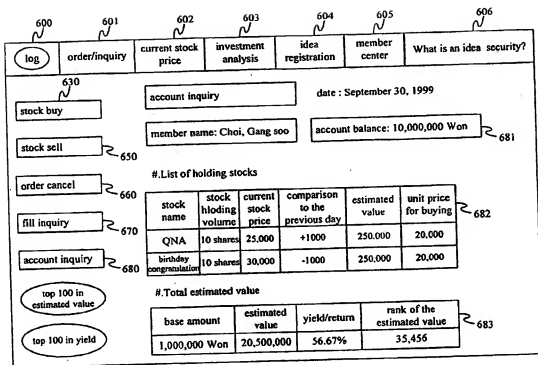 600 601 602 603 604 605 606
log order/inquiry current stock price investment analysis idea registration member center What is an idea security?
630
stock buy
stock sell
650
order cancel
660
fill inquiry
670
account inquiry
680
top 100 in estimated value
top 100 in yield
account inquiry date : September 30, 1999
member name: Choi, Gang soo account balance: 10,000,000 Won 681
#.List of holding stocks
stock name stock hloding volume current stock price comparison to the previous day estimated value unit price for buying 682
QNA 10 shares 25,000 +1000 250.000 20,000
birthday congratulation 10 shares 30,000 -1000 250,000 20,000
#.Total estimated value
base amount estimated value yield/return rank of the estimated value 683
1,000,000 Won 20,500,000 56.67% 35,456